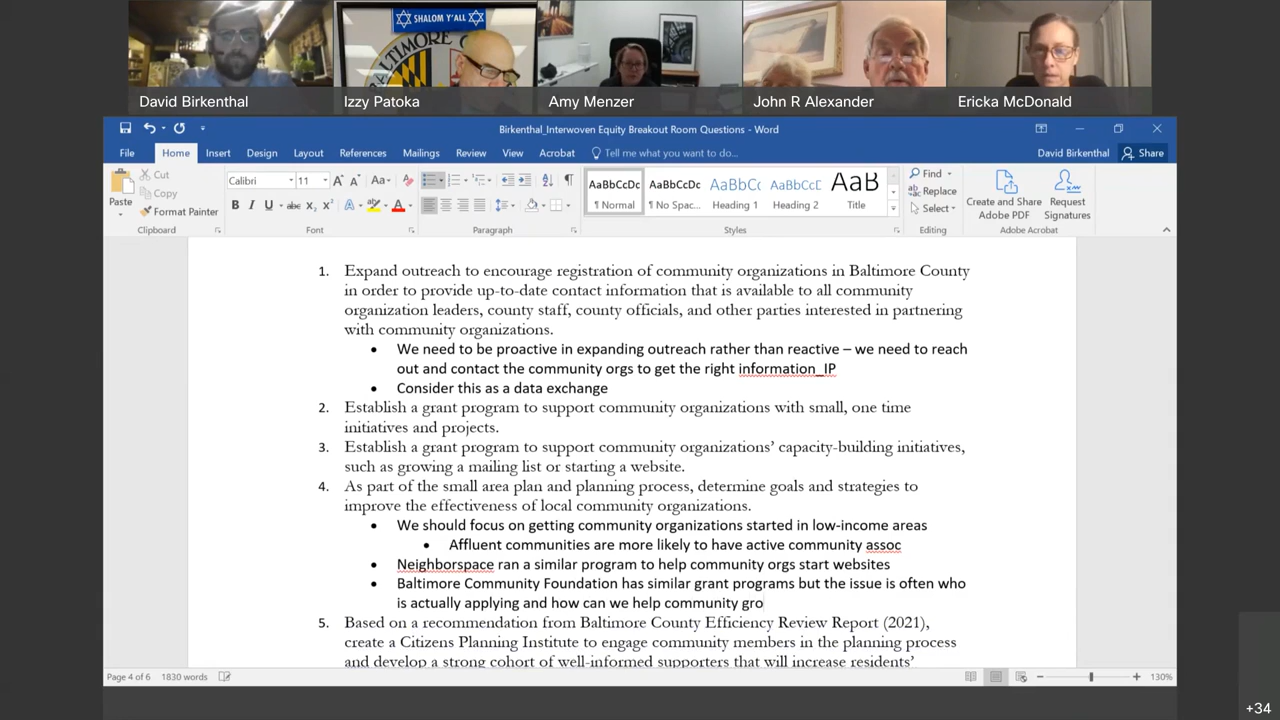 SHALOM Y'ALL
BALTIMORE C
David Birkenthal
Izzy Patoka
Amy Menzer
John R Alexander
Ericka McDonald
Birkenthal_Interwoven Equity Breakout Room Questions - Word
File Home Insert Design Layout References Mailings Review View Acrobat Tell me what you want to do... David Birkenthal Share
Paste
Cut
Copy
Format Painter
Clipboard
Calibri 11
Font
Paragraph
AaBbCcDc AaBbCcDc AaBbC AaBbCcD AaB
¶ Normal ¶ No Spac... Heading 1 Heading 2 Title
Styles
Find
Replace
Select
Editing
Create and Share
Adobe PDF
Request
Signatures
Adobe Acrobat
1. Expand outreach to encourage registration of community organizations in Baltimore County
in order to provide up-to-date contact information that is available to all community
organization leaders, county staff, county officials, and other parties interested in partnering
with community organizations.
• We need to be proactive in expanding outreach rather than reactive – we need to reach
out and contact the community orgs to get the right information_IP
• Consider this as a data exchange
2. Establish a grant program to support community organizations with small, one time
initiatives and projects.
3. Establish a grant program to support community organizations' capacity-building initiatives,
such as growing a mailing list or starting a website.
4. As part of the small area plan and planning process, determine goals and strategies to
improve the effectiveness of local community organizations.
• We should focus on getting community organizations started in low-income areas
• Affluent communities are more likely to have active community assoc
• Neighborspace ran a similar program to help community orgs start websites
• Baltimore Community Foundation has similar grant programs but the issue is often who
is actually applying and how can we help community gro
5. Based on a recommendation from Baltimore County Efficiency Review Report (2021),
create a Citizens Planning Institute to engage community members in the planning process
and develop a strong cohort of well-informed supporters that will increase residents'
Page 4 of 6 1830 words 130%
+34